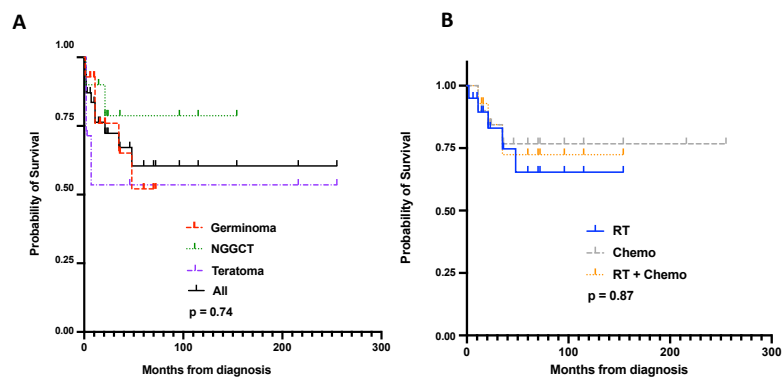 A
Probability of Survival
1.00
0.75
0.50
0.25
0.00
Germinoma
NGGCT
Teratoma
All
p = 0.74
0
100
200
300
Months from diagnosis
B
Probability of Survival
1.00
0.75
0.50
0.25
0.00
RT
Chemo
RT + Chemo
p = 0.87
0
100
200
300
Months from diagnosis